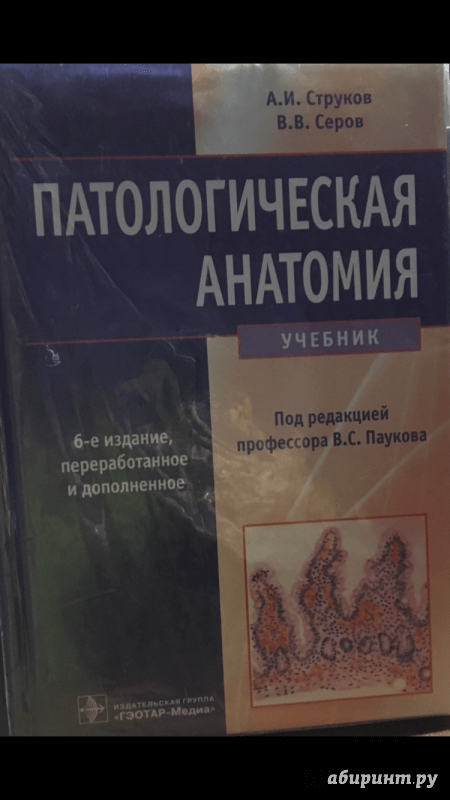 А.И. Струков
В.В. Серов
ПАТОЛОГИЧЕСКАЯ
АНАТОМИЯ
УЧЕБНИК
Под редакцией
профессора В.С. Паукова
6-е издание,
переработанное
и дополненное
ИЗДАТЕЛЬСКАЯ ГРУППА
«ГЭОТАР-Медиа»
абиринт.ру